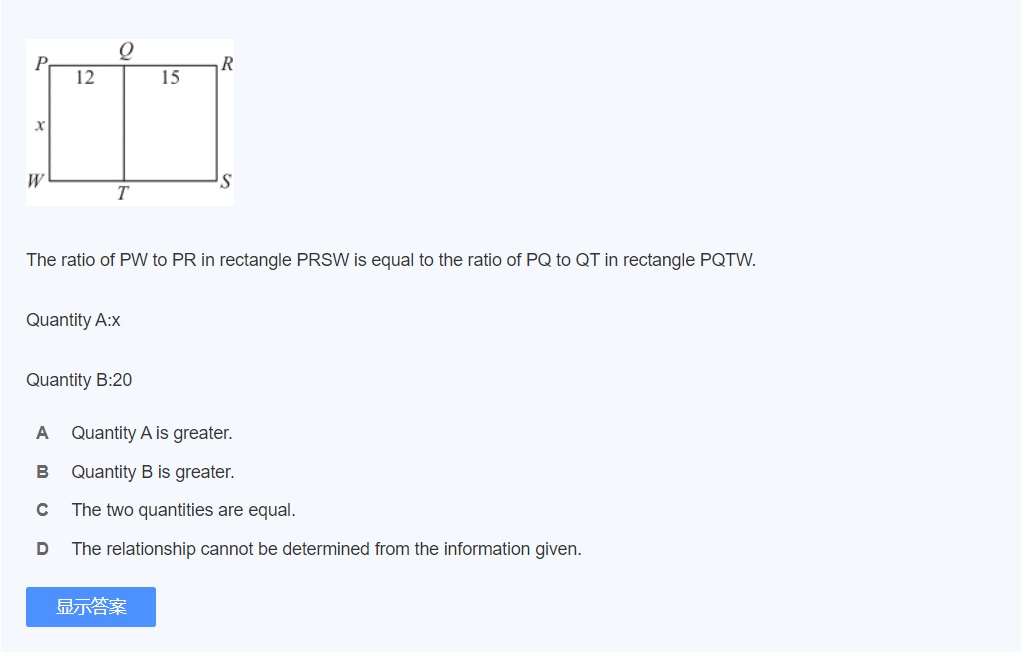 Q
P
R
12
15
x
W
S
T
The ratio of PW to PR in rectangle PRSW is equal to the ratio of PQ to QT in rectangle PQTW.
Quantity A:x
Quantity B:20
A Quantity A is greater.
B Quantity B is greater.
C The two quantities are equal.
D The relationship cannot be determined from the information given.
显示答案